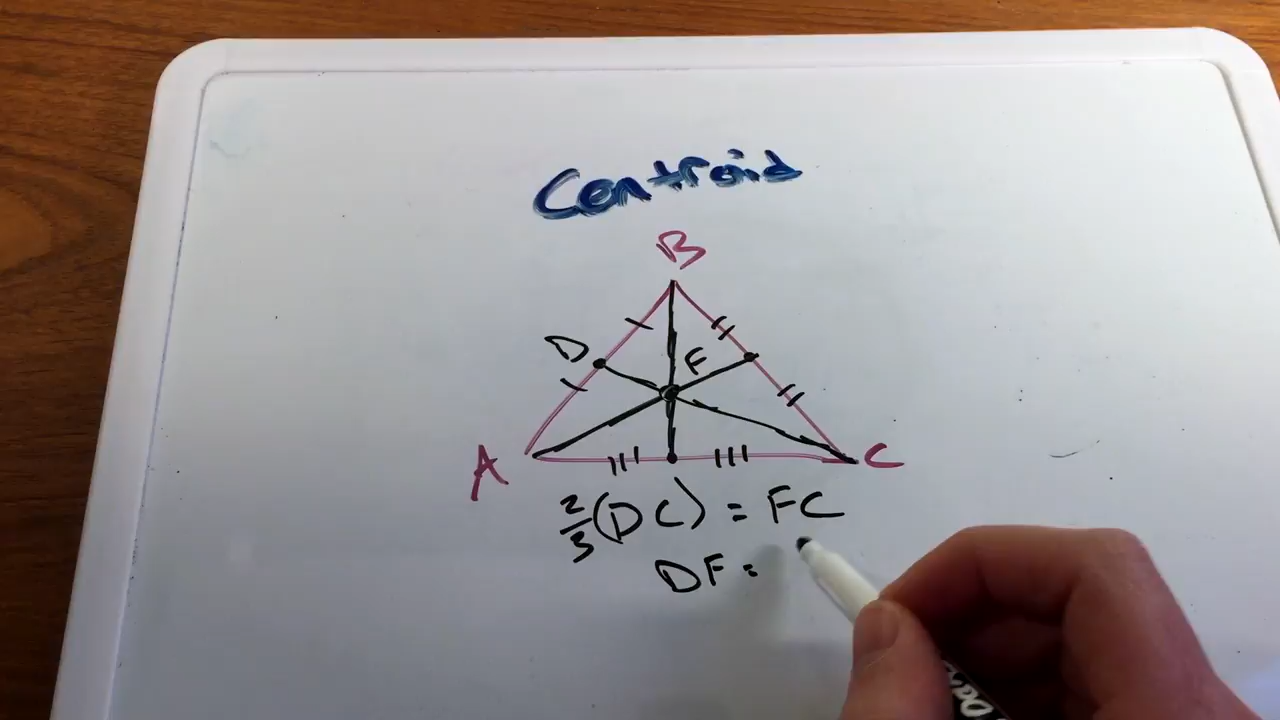 Centroid
B
D
F
A
C
2/3(DC) = FC
DF =